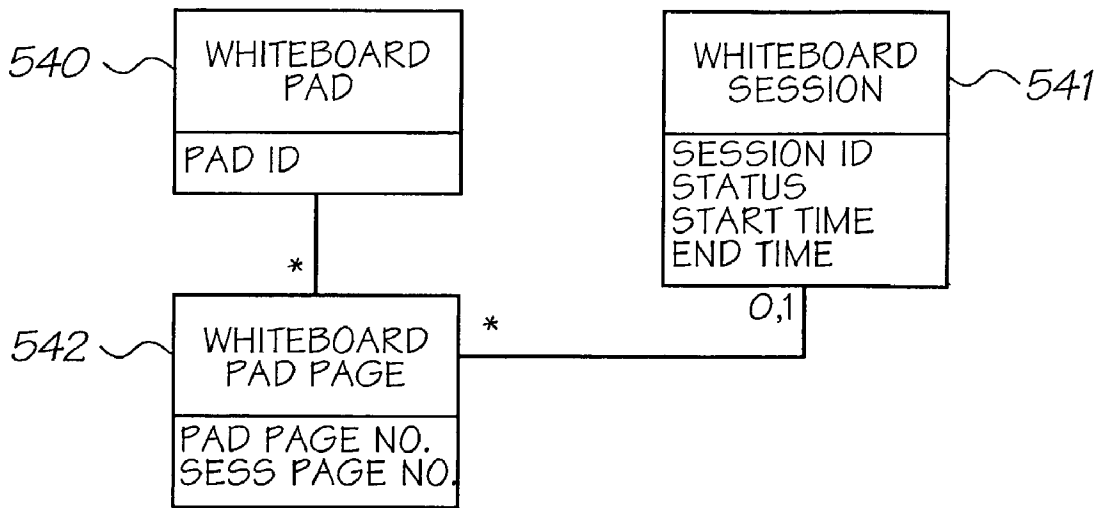 540
WHITEBOARD
PAD
PAD ID
*
WHITEBOARD
SESSION
541
SESSION ID
STATUS
START TIME
END TIME
0,1
*
542
WHITEBOARD
PAD PAGE
PAD PAGE NO.
SESS PAGE NO.